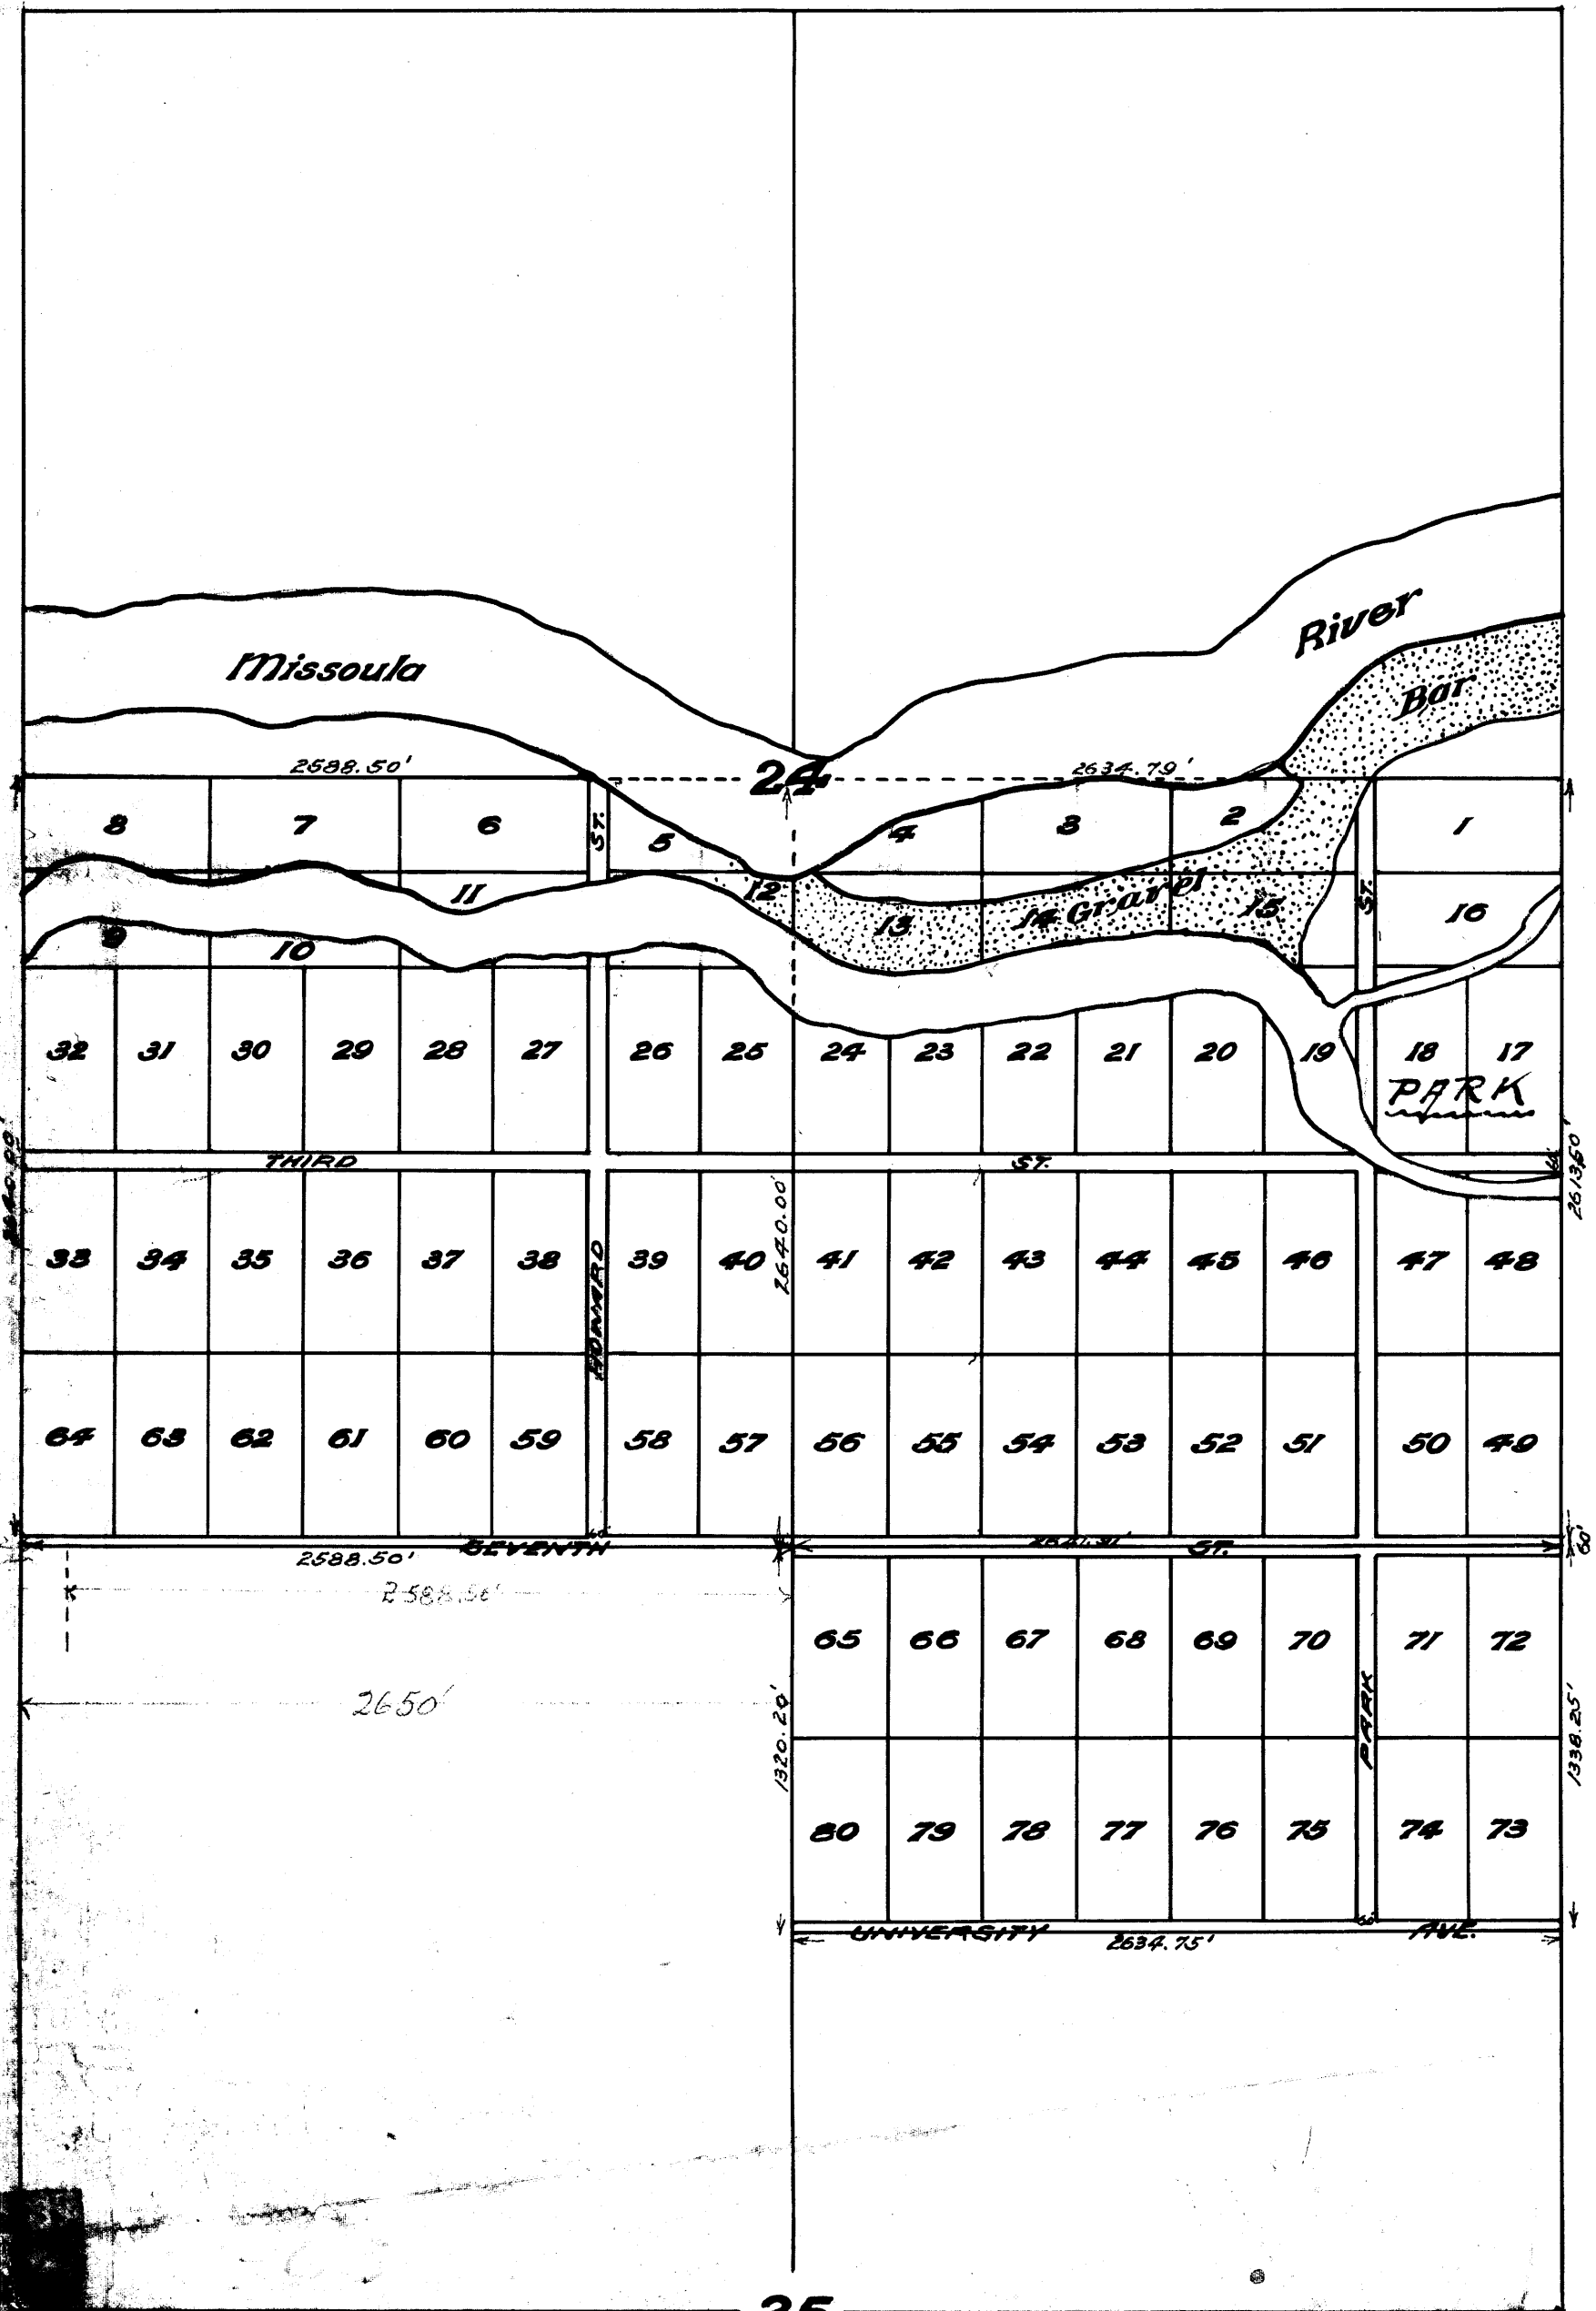 River
Missoula
Bar
2588.50'
24
2634.79'
8 7 6 ST. 5 4 3 2 1
11 12 13 14 Gravel 15 ST. 16
9 10
32 31 30 29 28 27 26 25 24 23 22 21 20 19 18 17
PARK
THIRD ST. 60'
2640.00'
2613.50'
33 34 35 36 37 38 HOWARD 39 40 41 42 43 44 45 46 47 48
64 63 62 61 60 59 58 57 56 55 54 53 52 51 50 49
60'
SEVENTH ST.
2588.50'
60'
2588.50'
65 66 67 68 69 70 71 72
2650'
1320.20'
PARK
1338.25'
80 79 78 77 76 75 74 73
60'
UNIVERSITY AVE.
2634.75'